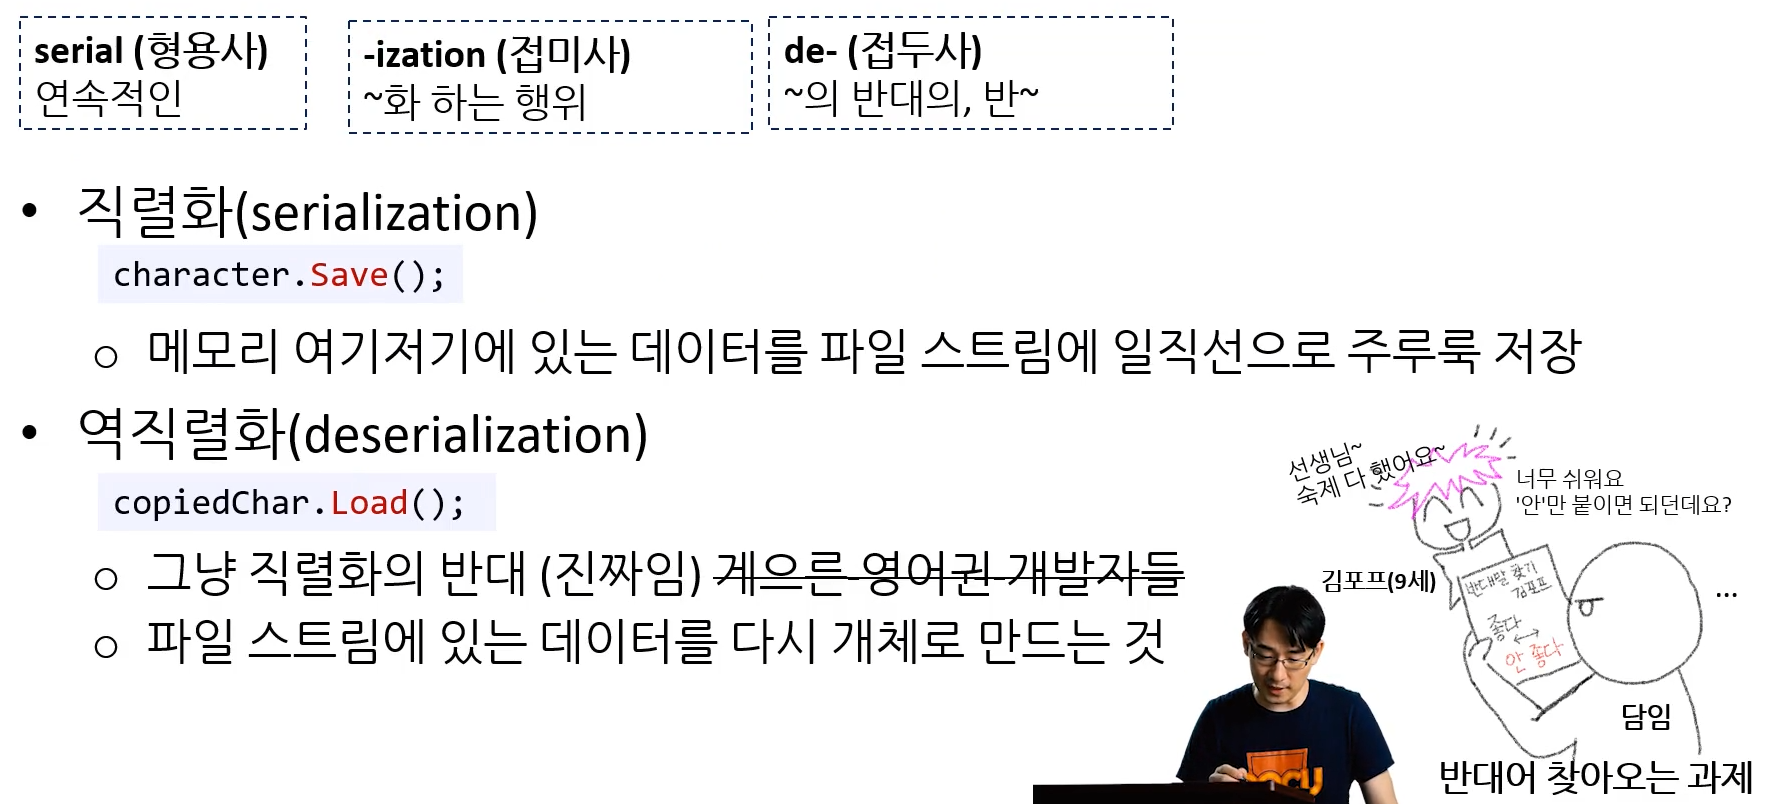 serial (형용사)
연속적인
-ization (접미사)
~화 하는 행위
de- (접두사)
~의 반대의, 반~
• 직렬화(serialization)
character.Save();
o 메모리 여기저기에 있는 데이터를 파일 스트림에 일직선으로 주루룩 저장
• 역직렬화(deserialization)
copiedChar.Load();
o 그냥 직렬화의 반대 (진짜임) 게으른 영어권 개발자들
o 파일 스트림에 있는 데이터를 다시 개체로 만드는 것
선생님~
숙제 다 했어요~
너무 쉬워요
'안'만 붙이면 되던데요?
김포프(9세)
반대말 찾기
김포프
좋다
↔
안 좋다
...
담임
반대어 찾아오는 과제